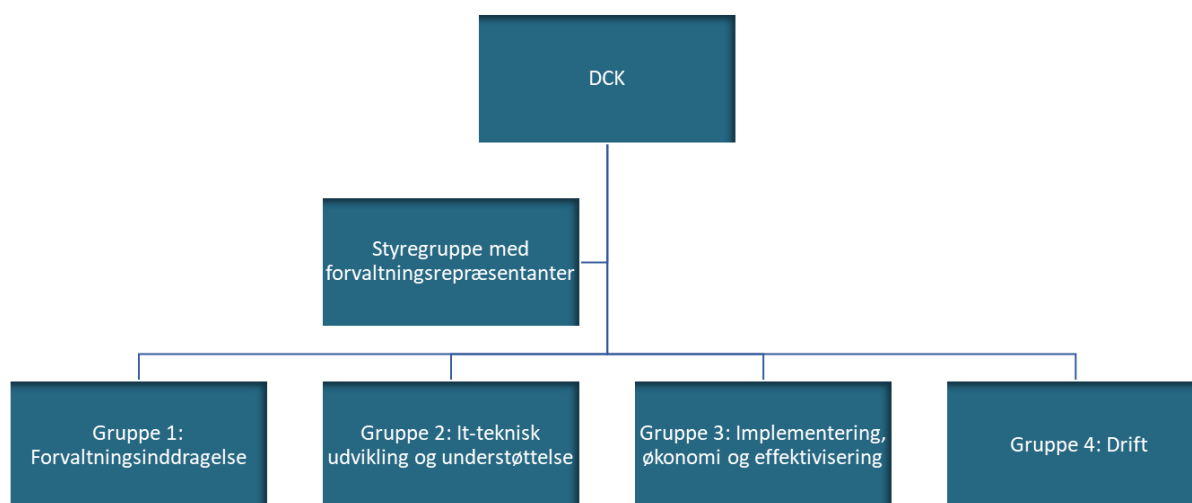 DCK
Styregruppe med
forvaltningsrepræsentanter
Gruppe 1:
Forvaltningsinddragelse
Gruppe 2: It-teknisk
udvikling og understøttelse
Gruppe 3: Implementering,
økonomi og effektivisering
Gruppe 4: Drift